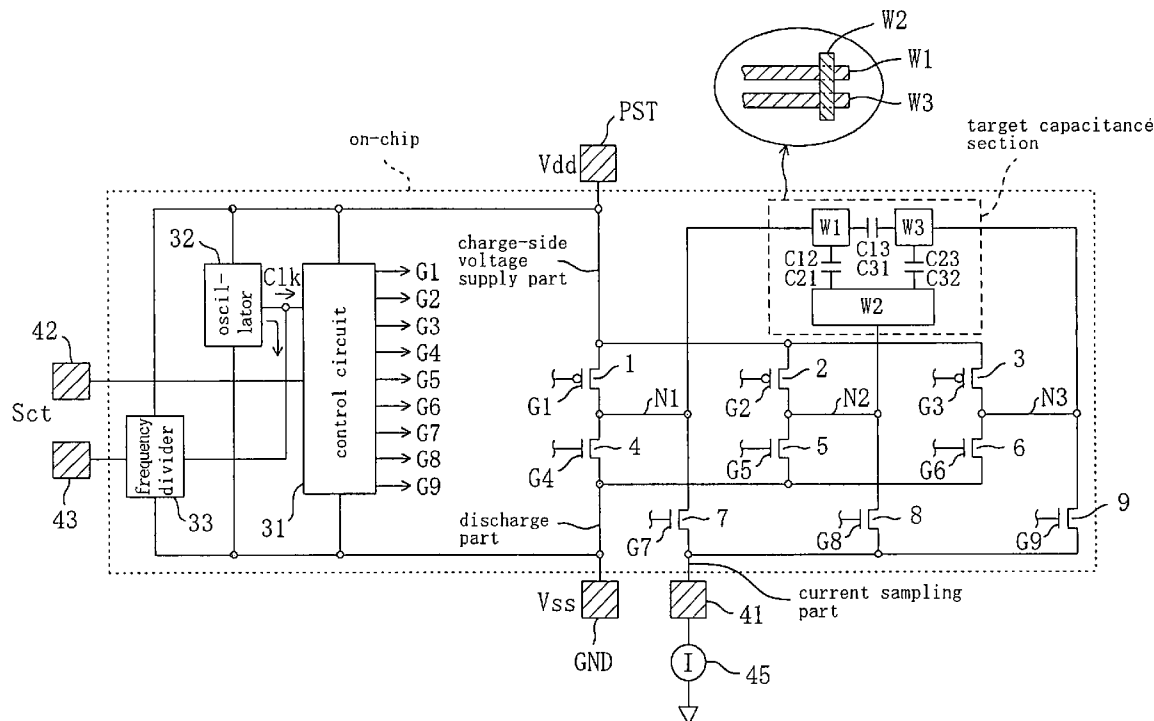 W2
W1
W3
PST
target capacitance
section
on-chip
Vdd
W1
W3
C13
C31
C12
C21
C23
C32
W2
32
Clk
oscil-
lator
charge-side
voltage
supply part
G1
G2
G3
G4
G5
G6
G7
G8
G9
control circuit
42
Sct
43
frequency
divider
33
31
1
G1
N1
2
G2
N2
3
G3
N3
4
G4
5
G5
6
G6
discharge
part
7
G7
8
G8
9
G9
Vss
GND
41
current sampling
part
I
45